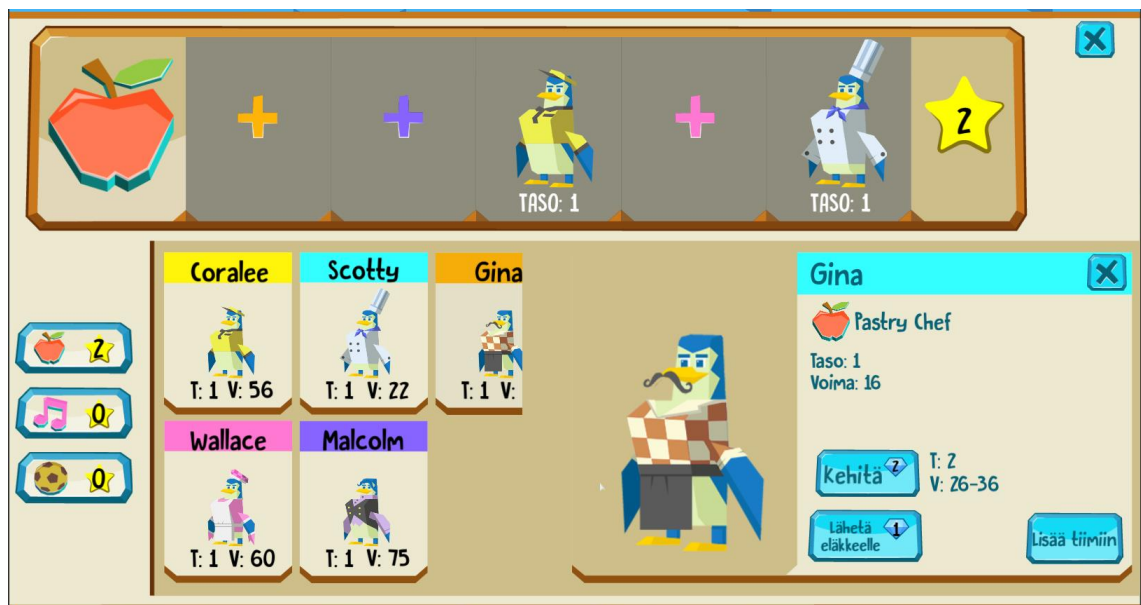 2
TASO: 1
TASO: 1
2
0
0
Coralee
T: 1 V: 56
Scotty
T: 1 V: 22
Gina
T: 1 V:
Wallace
T: 1 V: 60
Malcolm
T: 1 V: 75
Gina
Pastry Chef
Taso: 1
Voima: 16
Kehitä 2
T: 2
V: 26-36
Lähetä
eläkkeelle 1
Lisää tiimiin